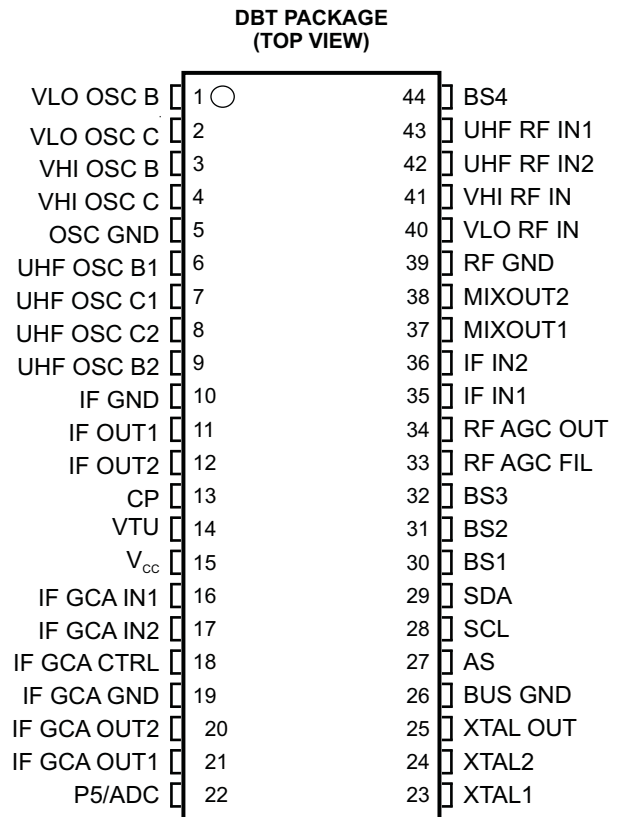 DBT PACKAGE
(TOP VIEW)
VLO OSC B 1 44 BS4
VLO OSC C 2 43 UHF RF IN1
VHI OSC B 3 42 UHF RF IN2
VHI OSC C 4 41 VHI RF IN
OSC GND 5 40 VLO RF IN
UHF OSC B1 6 39 RF GND
UHF OSC C1 7 38 MIXOUT2
UHF OSC C2 8 37 MIXOUT1
UHF OSC B2 9 36 IF IN2
IF GND 10 35 IF IN1
IF OUT1 11 34 RF AGC OUT
IF OUT2 12 33 RF AGC FIL
CP 13 32 BS3
VTU 14 31 BS2
Vcc 15 30 BS1
IF GCA IN1 16 29 SDA
IF GCA IN2 17 28 SCL
IF GCA CTRL 18 27 AS
IF GCA GND 19 26 BUS GND
IF GCA OUT2 20 25 XTAL OUT
IF GCA OUT1 21 24 XTAL2
P5/ADC 22 23 XTAL1